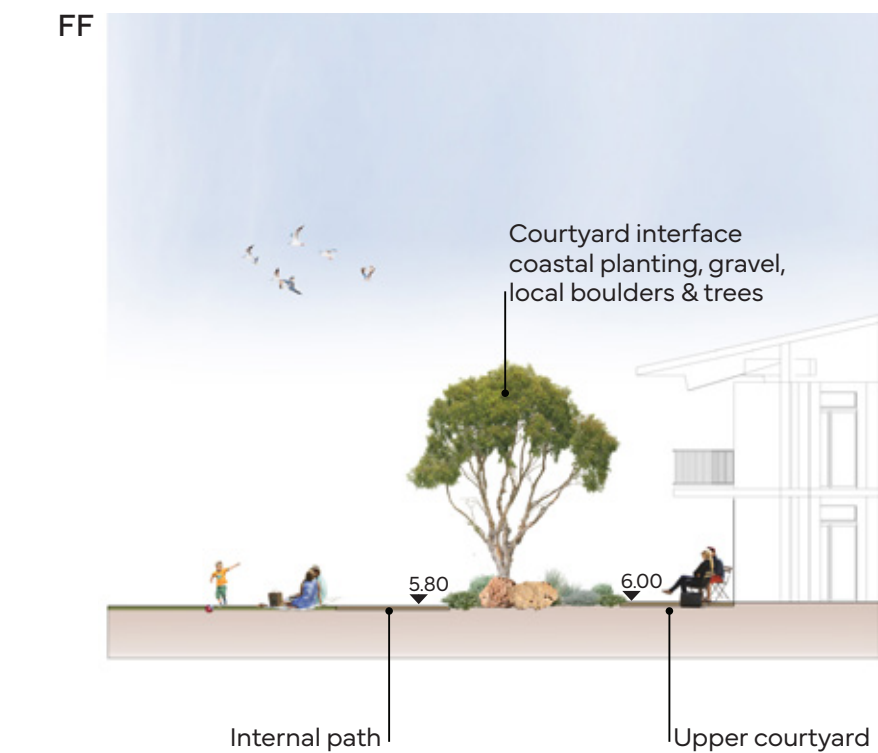 FF
Courtyard interface
coastal planting, gravel,
local boulders & trees
5.80
6.00
Internal path
Upper courtyard